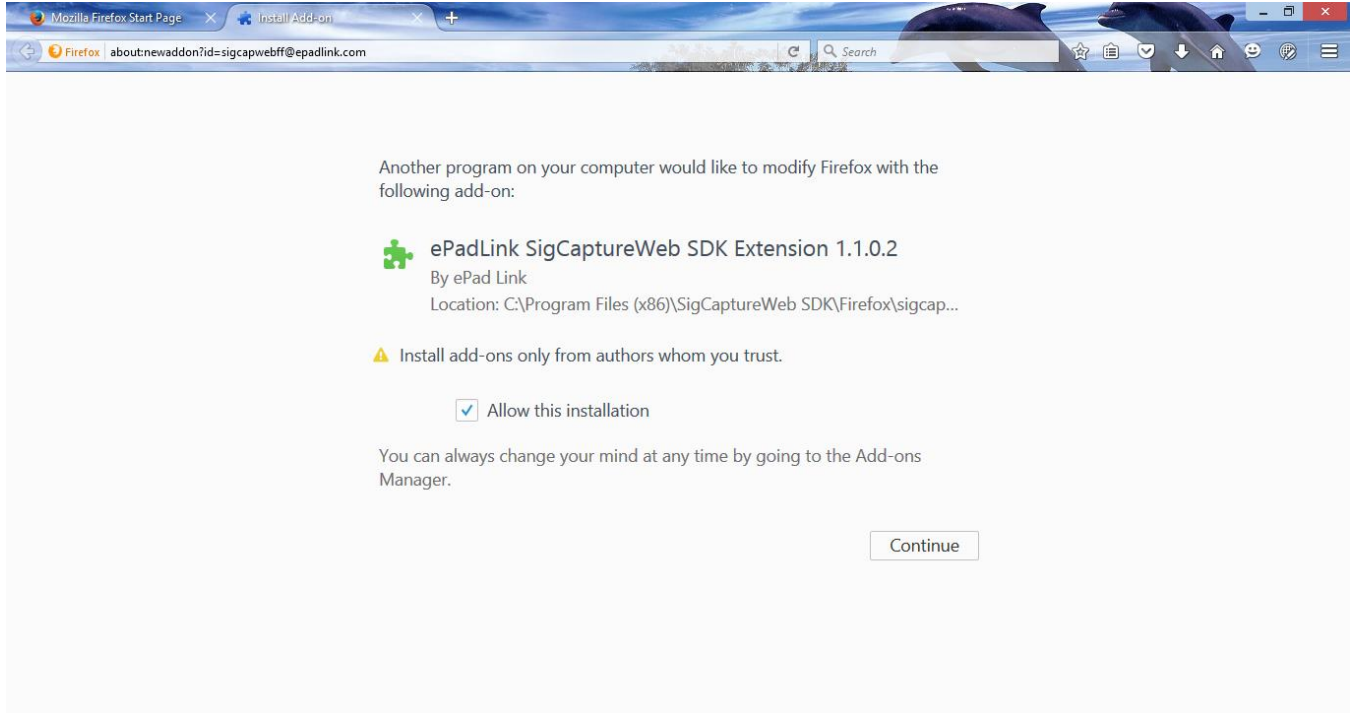 Mozilla Firefox Start Page
Install Add-on
Firefox about:newaddon?id=sigcapwebff@epadlink.com
Search
Another program on your computer would like to modify Firefox with the
following add-on:
ePadLink SigCaptureWeb SDK Extension 1.1.0.2
By ePad Link
Location: C:\Program Files (x86)\SigCaptureWeb SDK\Firefox\sigcap...
Install add-ons only from authors whom you trust.
Allow this installation
You can always change your mind at any time by going to the Add-ons
Manager.
Continue